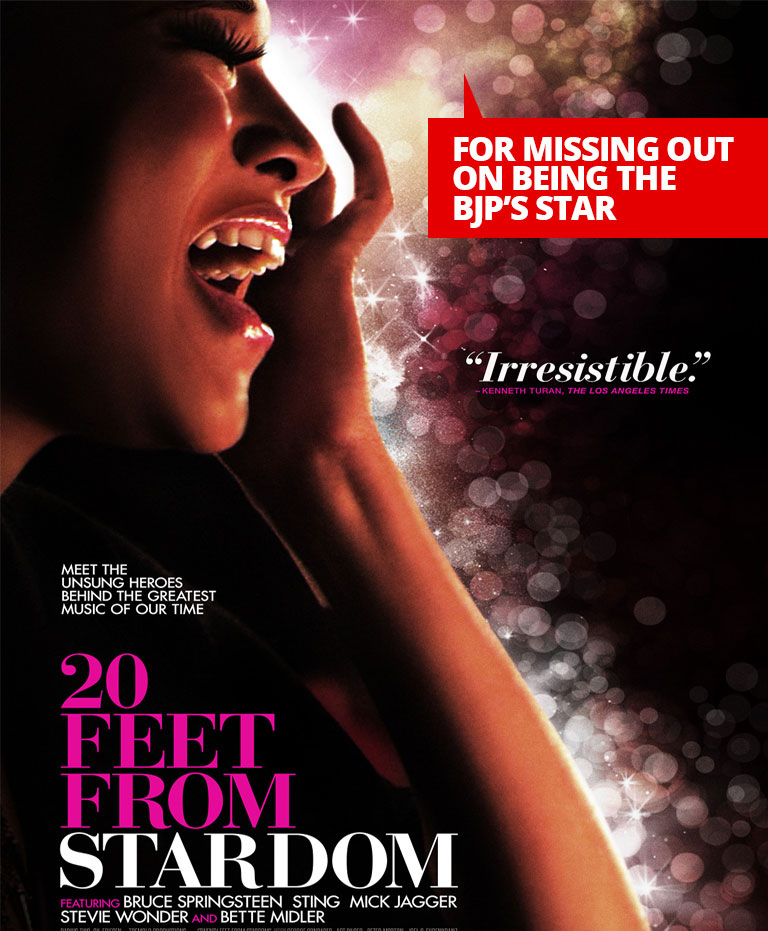 FOR MISSING OUT
ON BEING THE
BJP'S STAR
“Irresistible.”
– KENNETH TURAN, THE LOS ANGELES TIMES
MEET THE
UNSUNG HEROES
BEHIND THE GREATEST
MUSIC OF OUR TIME
20
FEET
FROM
STARDOM
FEATURING BRUCE SPRINGSTEEN STING MICK JAGGER
STEVIE WONDER AND BETTE MIDLER